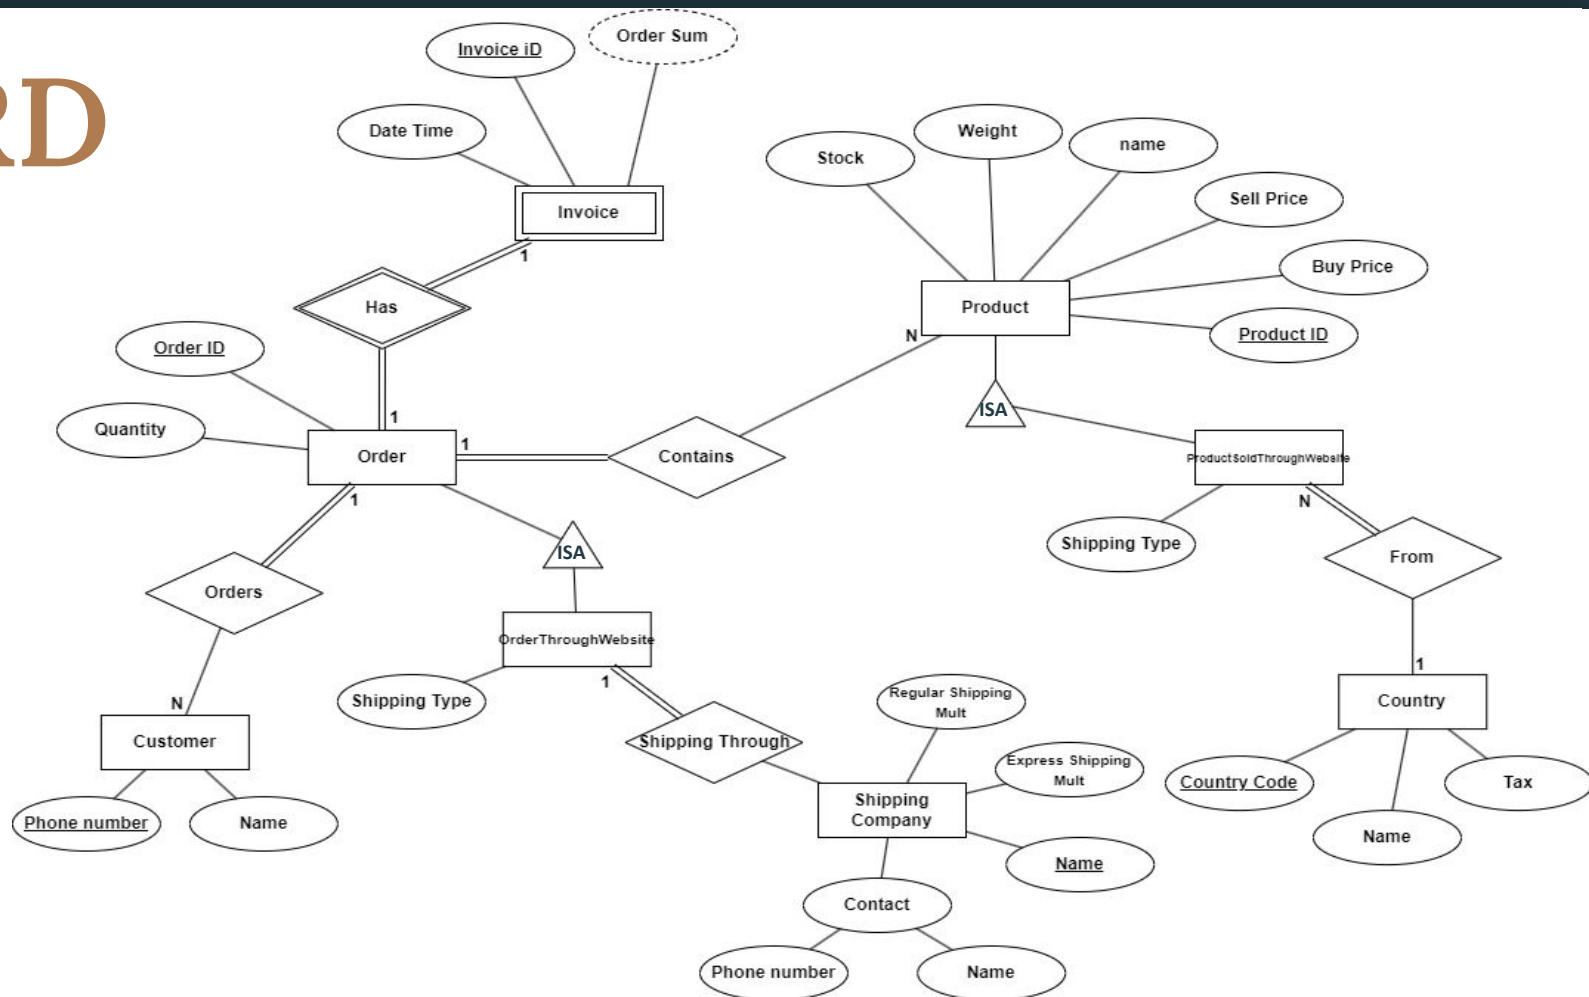 RD
Invoice iD
Order Sum
Date Time
Invoice
1
Has
Order ID
1
Quantity
Order
1
Contains
1
Orders
N
Customer
Phone number
Name
ISA
OrderThroughWebsite
Shipping Type
1
Shipping Through
Regular Shipping
Mult
Express Shipping
Mult
Shipping
Company
Name
Contact
Phone number
Name
Stock
Weight
name
Sell Price
Buy Price
Product ID
Product
N
ISA
ProductSoldThroughWebsite
Shipping Type
N
From
1
Country
Country Code
Name
Tax